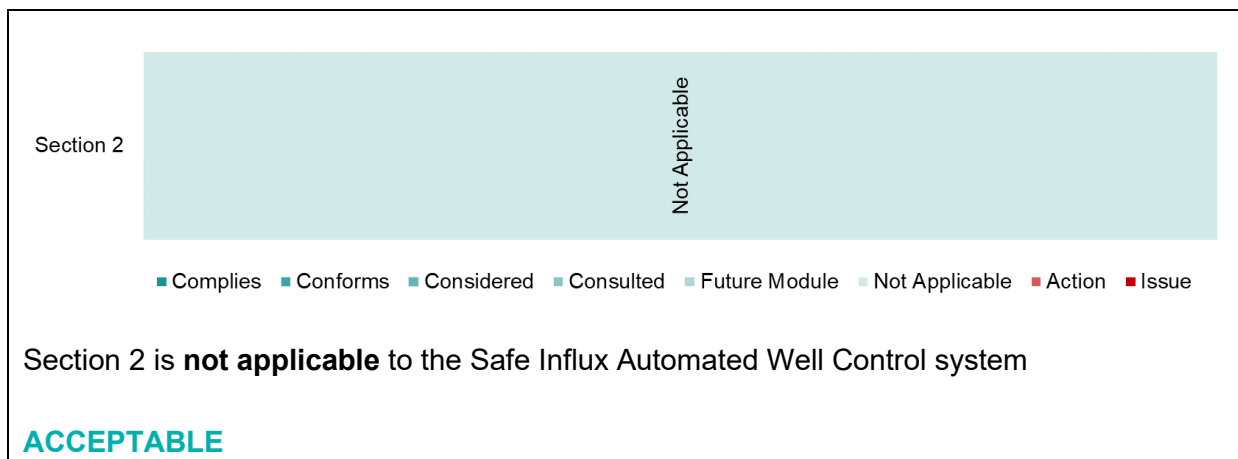 Not Applicable
Section 2
Complies Conforms Considered Consulted Future Module Not Applicable Action Issue
Section 2 is not applicable to the Safe Influx Automated Well Control system
ACCEPTABLE